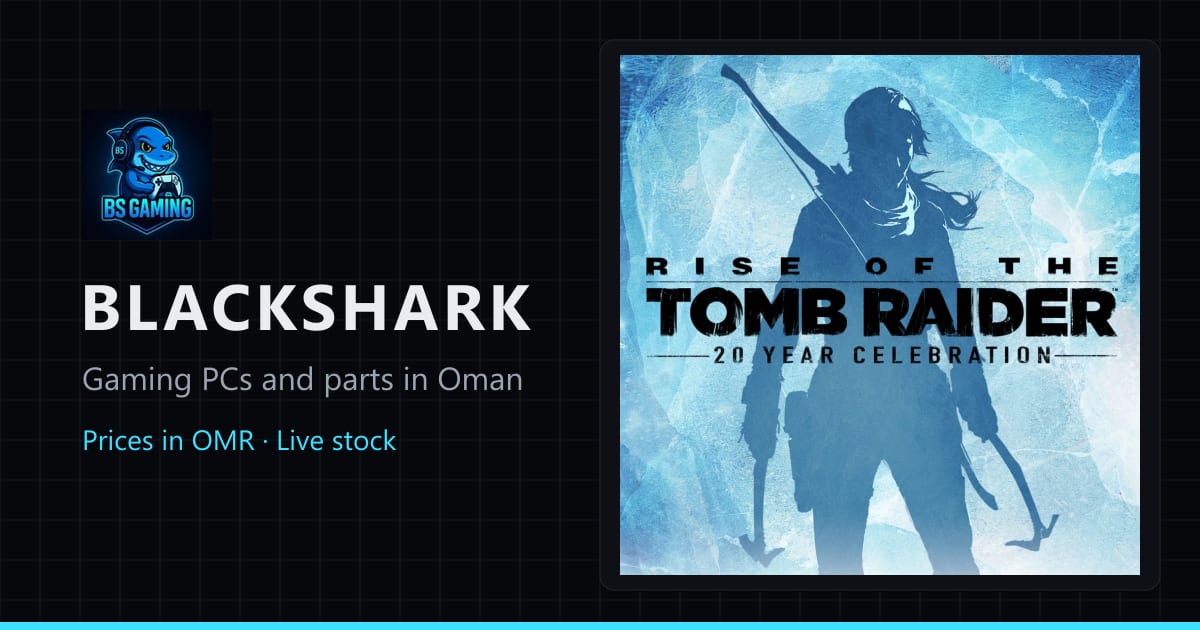 BS
BS GAMING
BLACKSHARK
Gaming PCs and parts in Oman
Prices in OMR · Live stock
RISE OF THE
TOMB RAIDER™
20 YEAR CELEBRATION